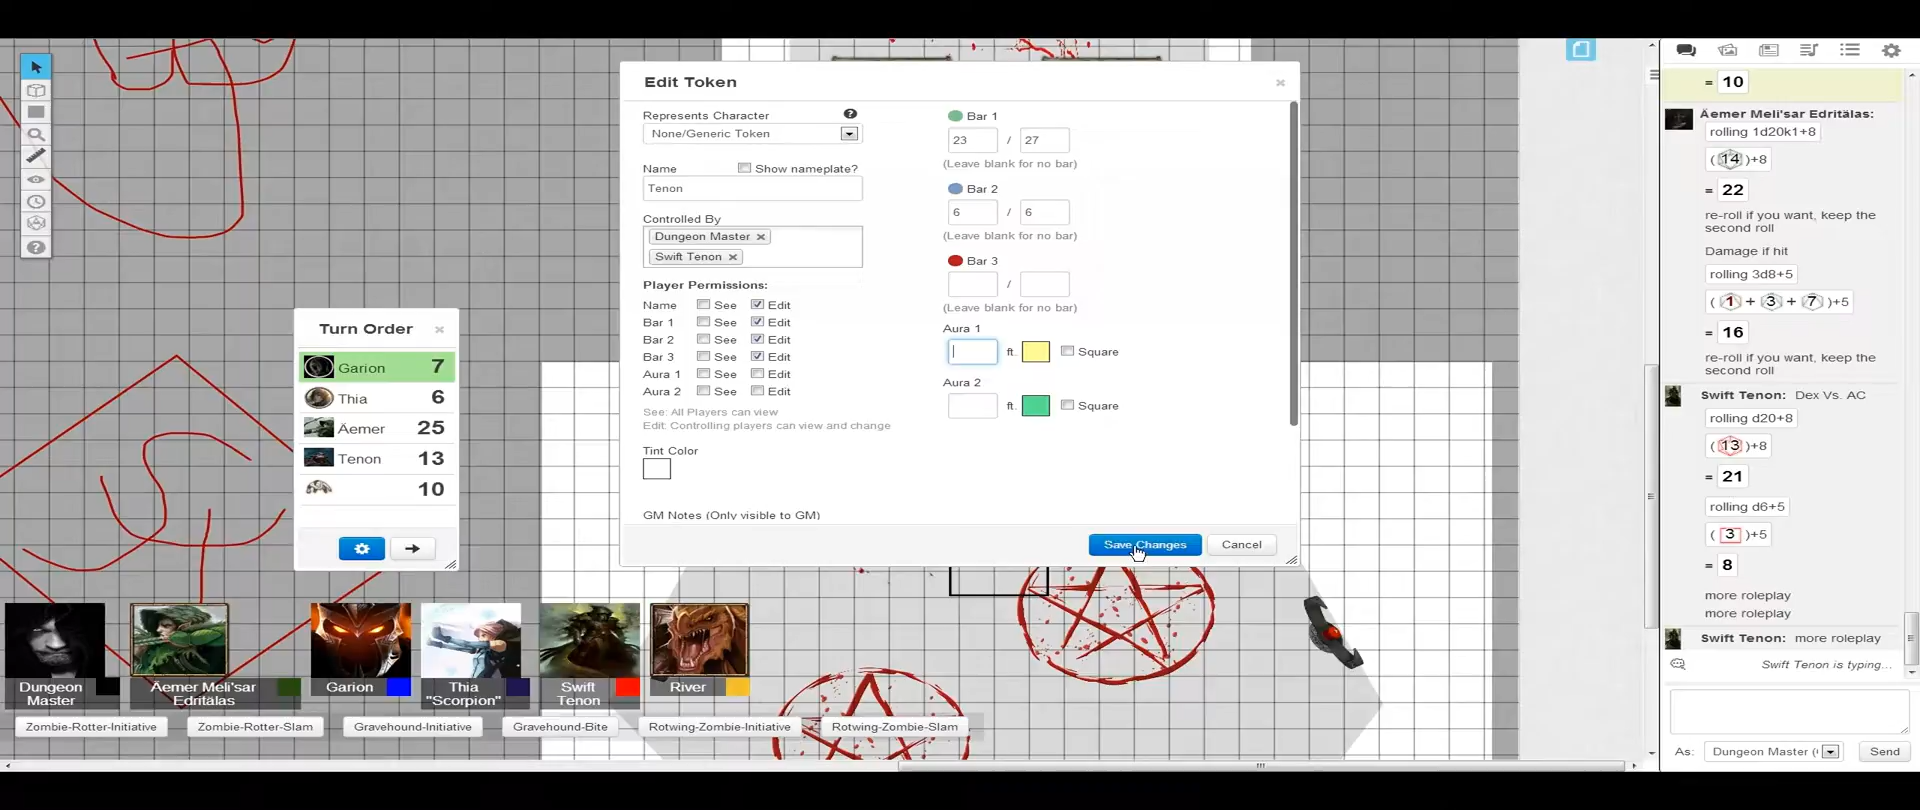 Edit Token
×
Represents Character
None/Generic Token
Name
Show nameplate?
Tenon
Controlled By
Dungeon Master ×
Swift Tenon ×
Player Permissions:
Name See Edit
Bar 1 See Edit
Bar 2 See Edit
Bar 3 See Edit
Aura 1 See Edit
Aura 2 See Edit
See: All Players can view
Edit: Controlling players can view and change
Tint Color
GM Notes (Only visible to GM)
Bar 1
23 / 27
(Leave blank for no bar)
Bar 2
6 / 6
(Leave blank for no bar)
Bar 3
/
(Leave blank for no bar)
Aura 1
ft. Square
Aura 2
ft. Square
Save Changes
Cancel
Turn Order ×
Garion 7
Thia 6
Äemer 25
Tenon 13
10
Dungeon Master
Äemer Meli'sar Edritëlas
Garion
Thia "Scorpion"
Swift Tenon
River
Zombie-Rotter-Initiative
Zombie-Rotter-Slam
Gravehound-Initiative
Gravehound-Bite
Rotwing-Zombie-Initiative
Rotwing-Zombie-Slam
= 10
Äemer Meli'sar Edritëlas:
rolling 1d20k1+8
(14)+8
= 22
re-roll if you want, keep the
second roll
Damage if hit
rolling 3d8+5
(1 + 3 + 7)+5
= 16
re-roll if you want, keep the
second roll
Swift Tenon: Dex Vs. AC
rolling d20+8
(13)+8
= 21
rolling d6+5
(3)+5
= 8
more roleplay
more roleplay
Swift Tenon: more roleplay
Swift Tenon is typing...
As: Dungeon Master (
Send